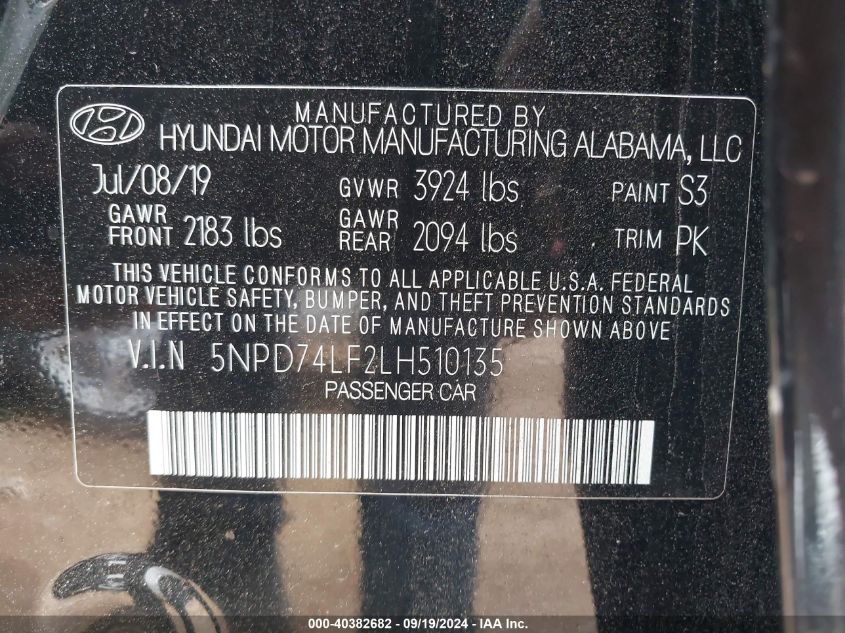 MANUFACTURED BY
HYUNDAI MOTOR MANUFACTURING ALABAMA, LLC
Jul/08/19 GVWR 3924 lbs PAINT S3
GAWR FRONT 2183 lbs GAWR REAR 2094 lbs TRIM PK
THIS VEHICLE CONFORMS TO ALL APPLICABLE U.S.A. FEDERAL
MOTOR VEHICLE SAFETY, BUMPER, AND THEFT PREVENTION STANDARDS
IN EFFECT ON THE DATE OF MANUFACTURE SHOWN ABOVE
V.I.N 5NPD74LF2LH510135
PASSENGER CAR
000-40382682 - 09/19/2024 - IAA Inc.